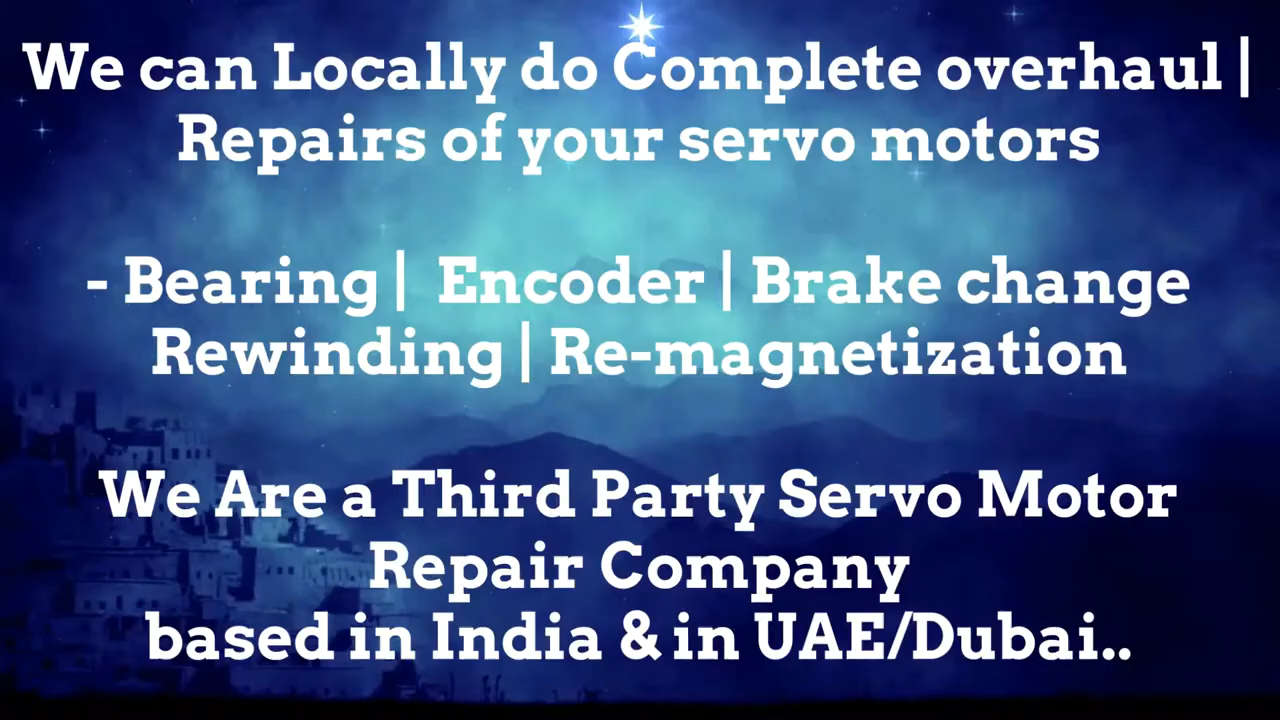 We can Locally do Complete overhaul |
Repairs of your servo motors
- Bearing | Encoder | Brake change
Rewinding | Re-magnetization
We Are a Third Party Servo Motor
Repair Company
based in India & in UAE/Dubai..